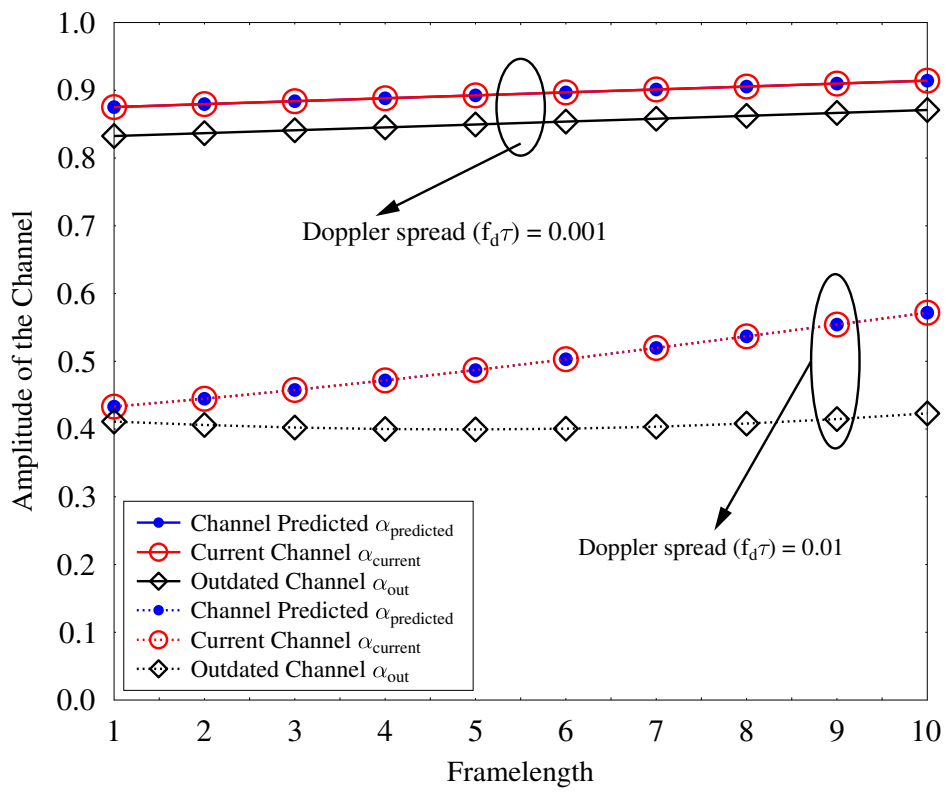 1.0
0.9
0.8
0.7
0.6
0.5
0.4
0.3
0.2
0.1
0.0
Amplitude of the Channel
Doppler spread (f_dτ) = 0.001
Doppler spread (f_dτ) = 0.01
Channel Predicted α_predicted
Current Channel α_current
Outdated Channel α_out
Channel Predicted α_predicted
Current Channel α_current
Outdated Channel α_out
1 2 3 4 5 6 7 8 9 10
Framelength